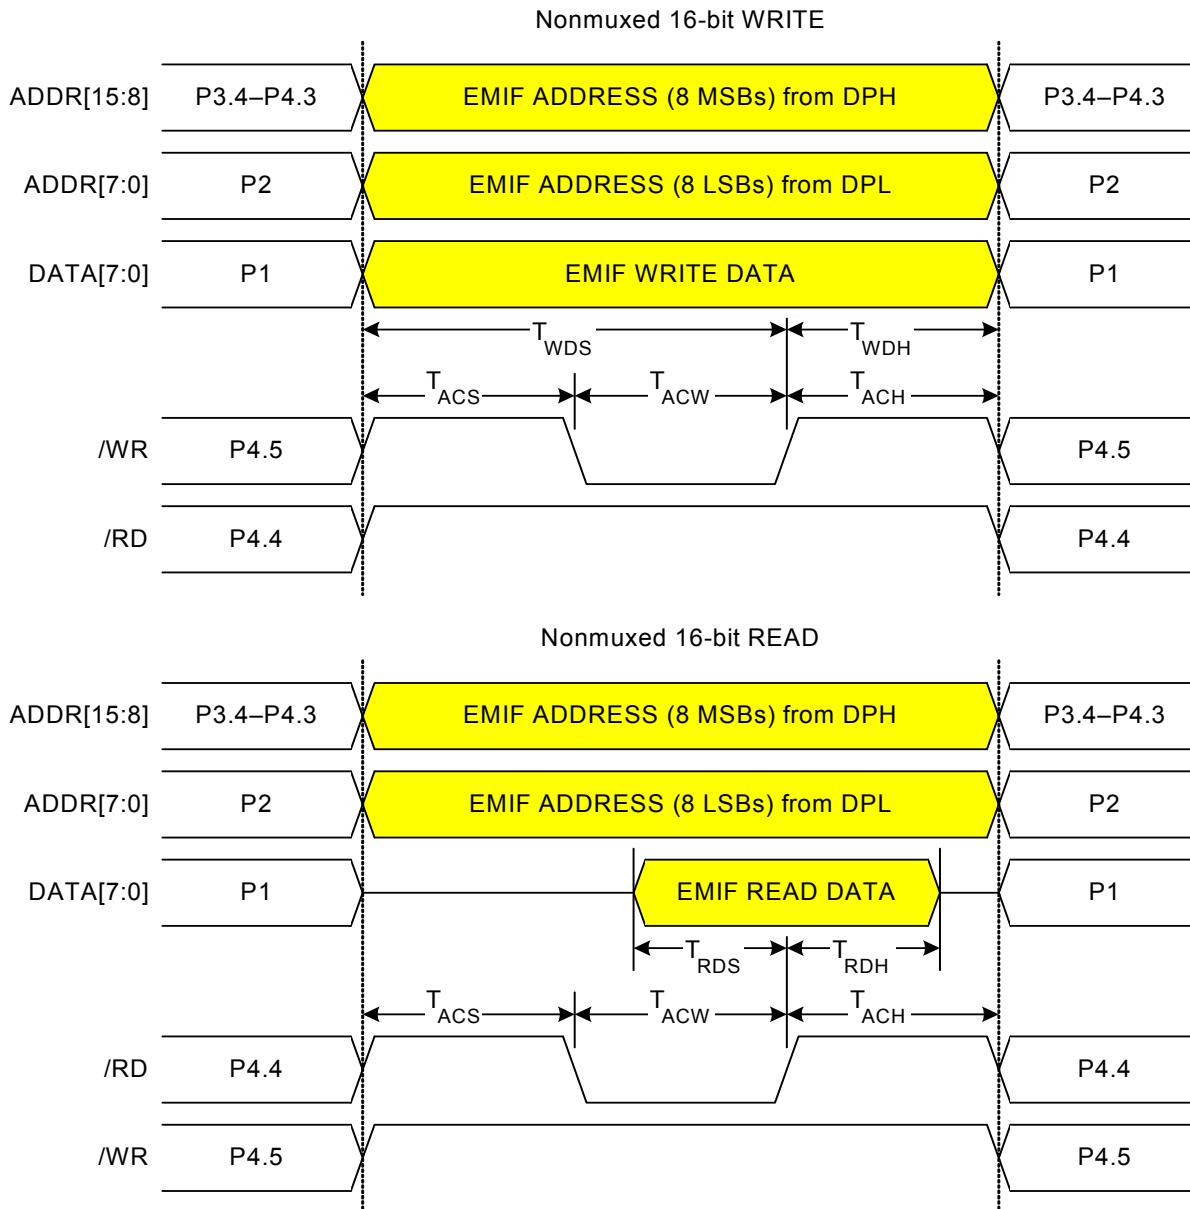 Nonmuxed 16-bit WRITE
ADDR[15:8] P3.4–P4.3 EMIF ADDRESS (8 MSBs) from DPH P3.4–P4.3
ADDR[7:0] P2 EMIF ADDRESS (8 LSBs) from DPL P2
DATA[7:0] P1 EMIF WRITE DATA P1
TWDS TWDH
TACS TACW TACH
/WR P4.5 P4.5
/RD P4.4 P4.4
Nonmuxed 16-bit READ
ADDR[15:8] P3.4–P4.3 EMIF ADDRESS (8 MSBs) from DPH P3.4–P4.3
ADDR[7:0] P2 EMIF ADDRESS (8 LSBs) from DPL P2
DATA[7:0] P1 EMIF READ DATA P1
TRDS TRDH
TACS TACW TACH
/RD P4.4 P4.4
/WR P4.5 P4.5